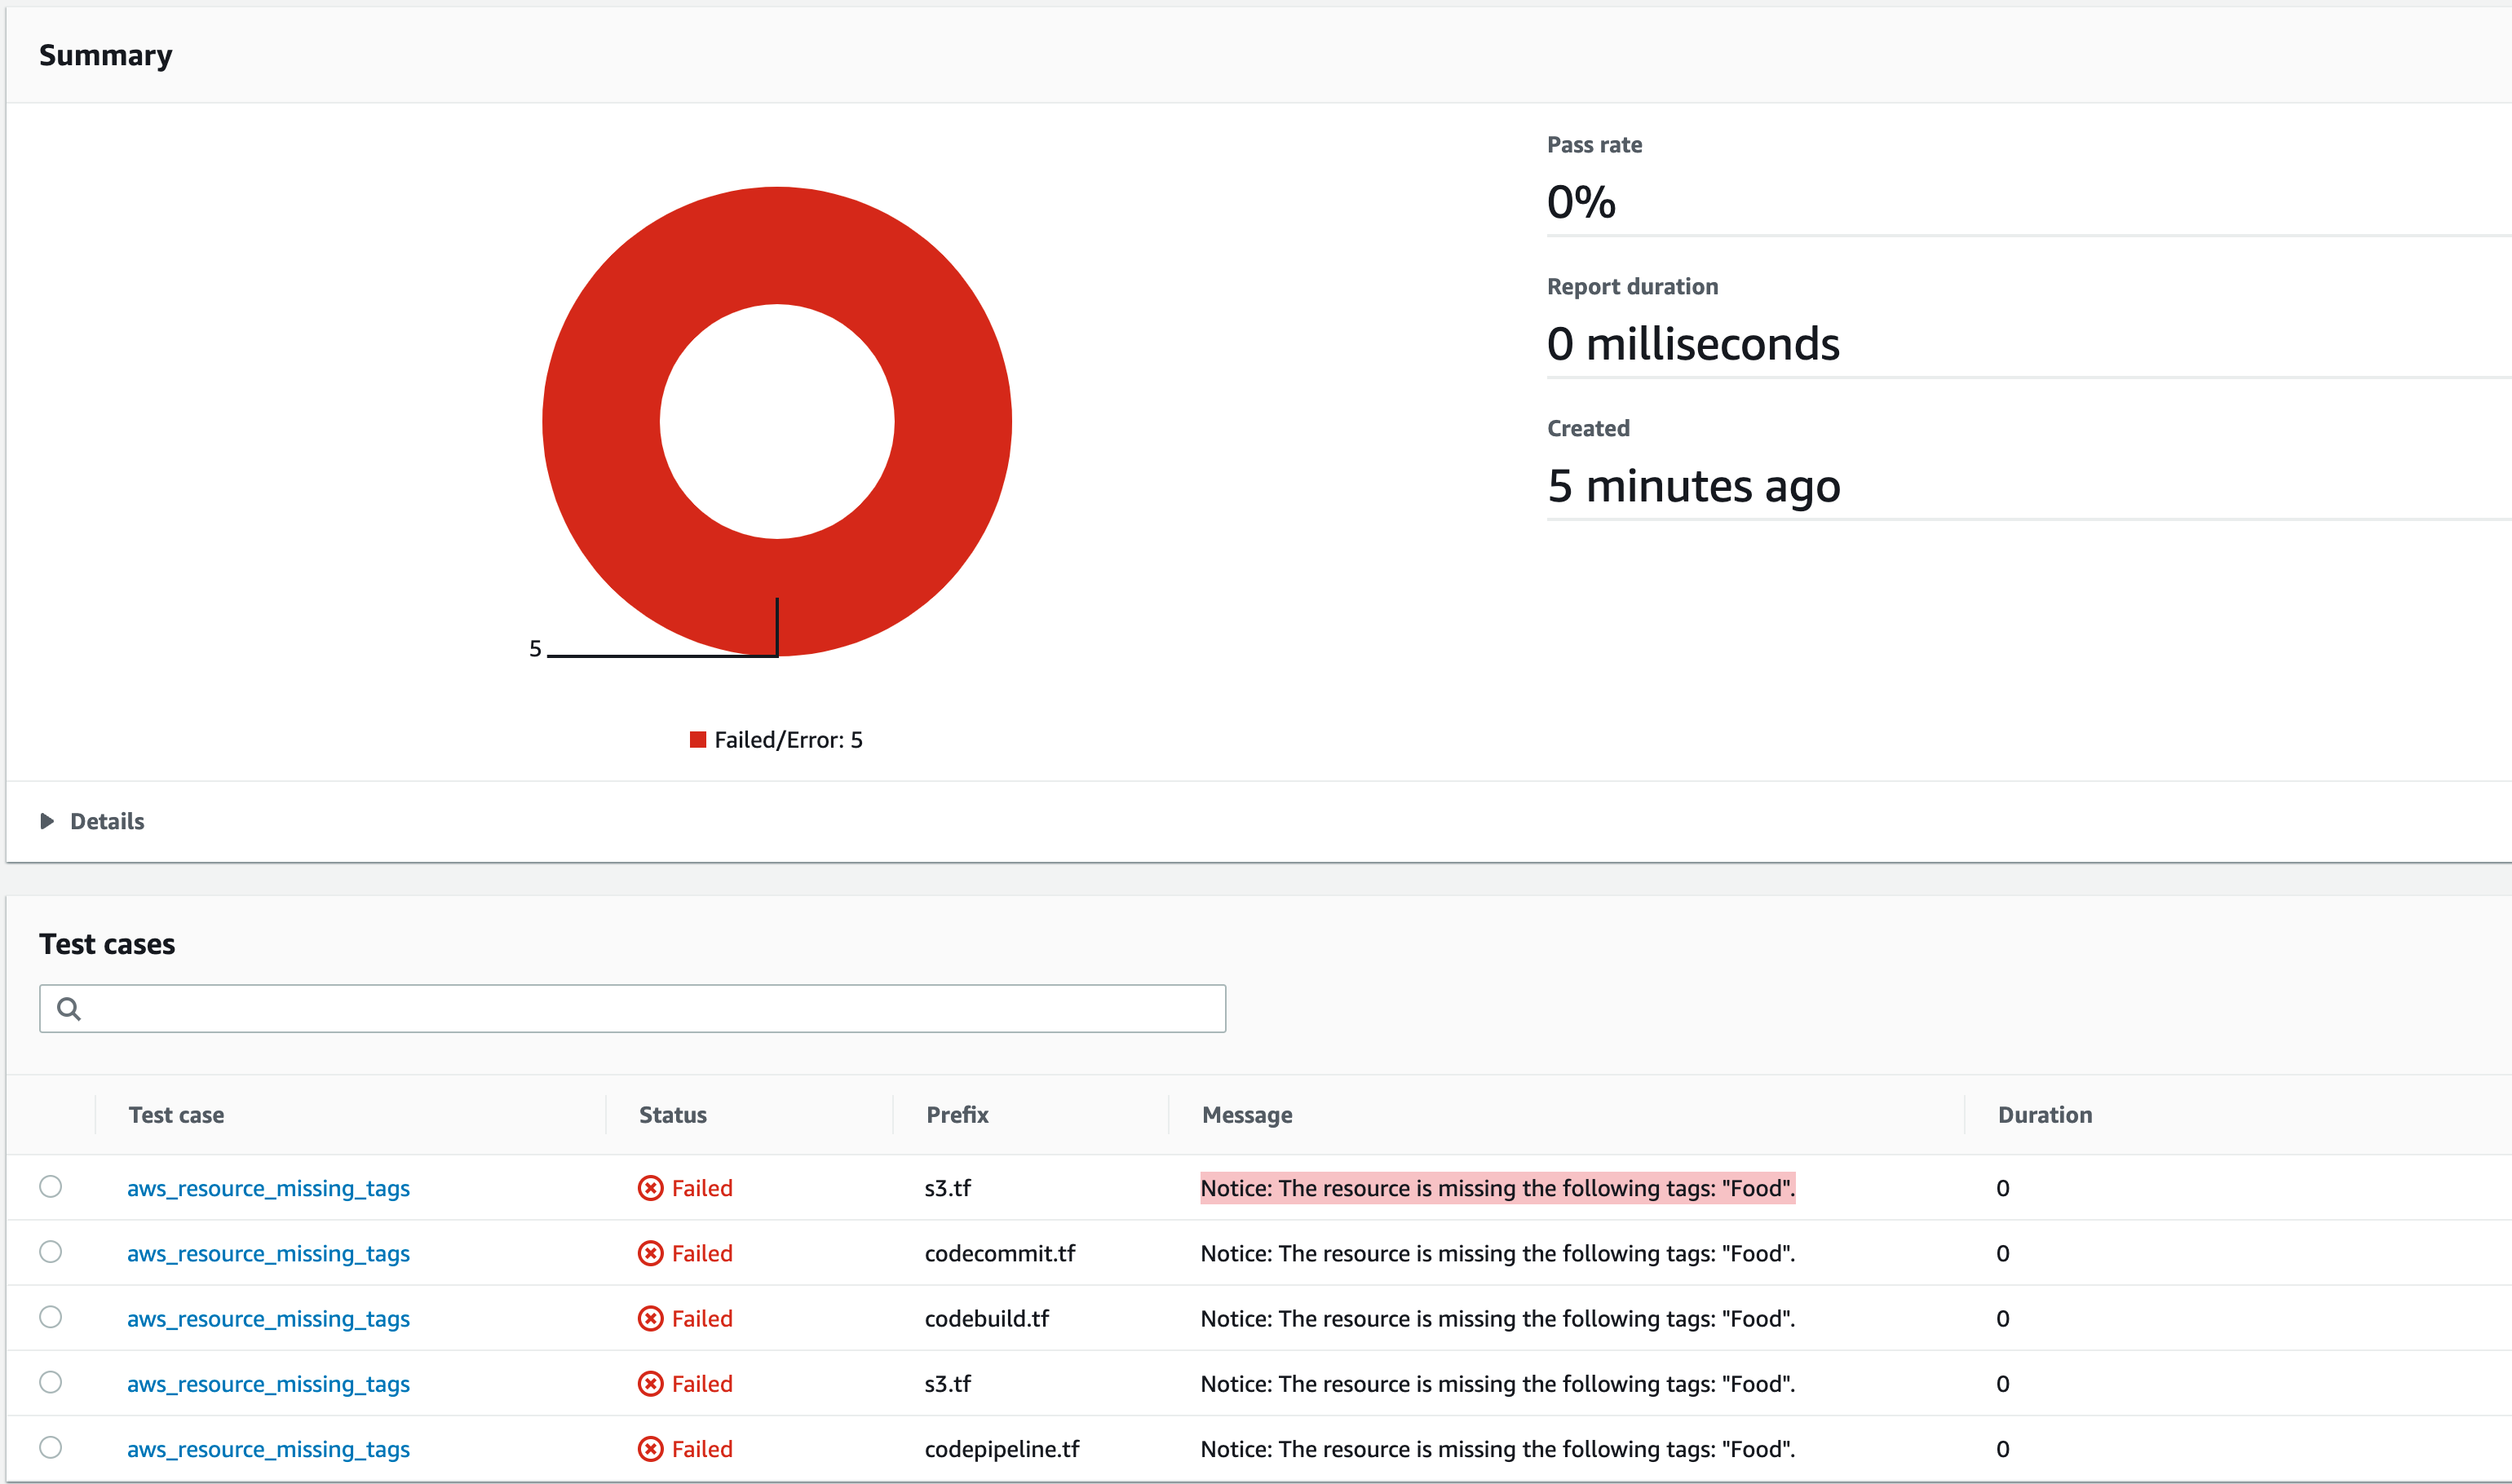 Summary
Pass rate
0%
Report duration
0 milliseconds
Created
5 minutes ago
5
Failed/Error: 5
Details
Test cases
Test case Status Prefix Message Duration
aws_resource_missing_tags Failed s3.tf Notice: The resource is missing the following tags: "Food". 0
aws_resource_missing_tags Failed codecommit.tf Notice: The resource is missing the following tags: "Food". 0
aws_resource_missing_tags Failed codebuild.tf Notice: The resource is missing the following tags: "Food". 0
aws_resource_missing_tags Failed s3.tf Notice: The resource is missing the following tags: "Food". 0
aws_resource_missing_tags Failed codepipeline.tf Notice: The resource is missing the following tags: "Food". 0